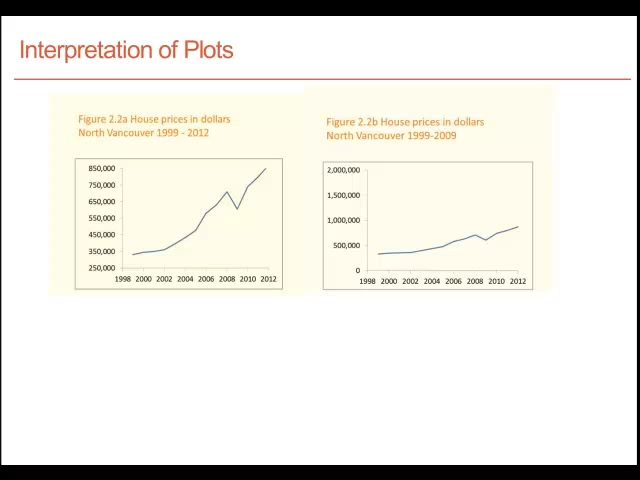 Interpretation of Plots
Figure 2.2a House prices in dollars
North Vancouver 1999 - 2012
850,000
750,000
650,000
550,000
450,000
350,000
250,000
1998 2000 2002 2004 2006 2008 2010 2012
Figure 2.2b House prices in dollars
North Vancouver 1999-2009
2,000,000
1,500,000
1,000,000
500,000
0
1998 2000 2002 2004 2006 2008 2010 2012